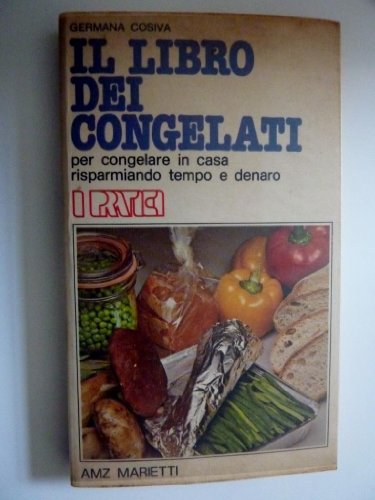 GERMANA COSIVA
IL LIBRO
DEI
CONGELATI
per congelare in casa
risparmiando tempo e denaro
I PRATICI
AMZ MARIETTI